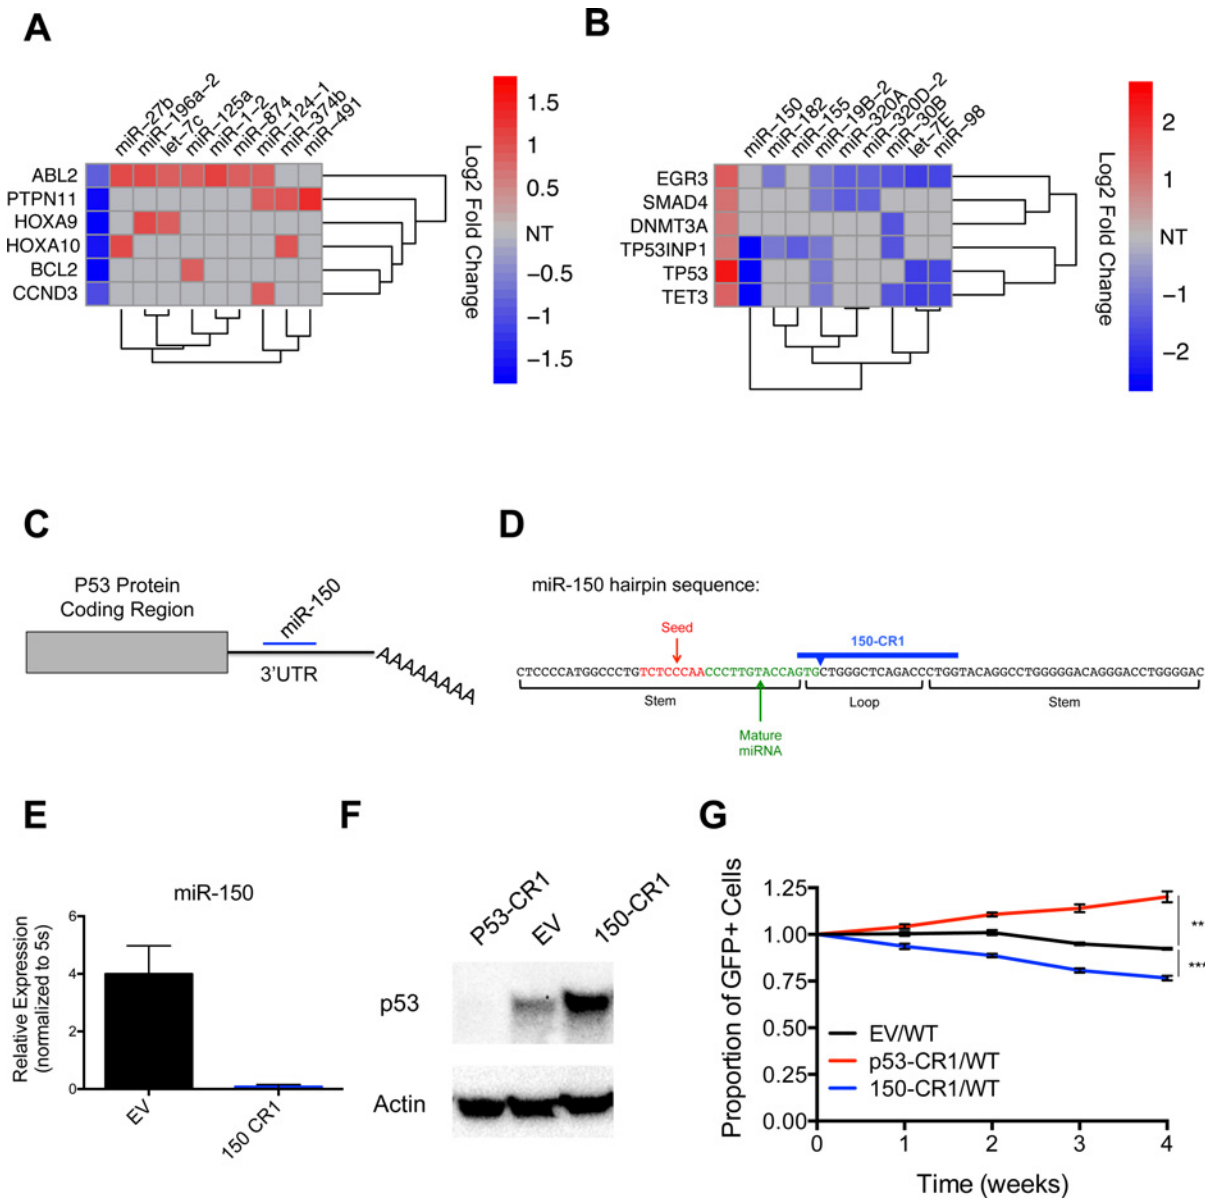 A
miR-27b
miR-196a-2
let-7c
miR-125a
miR-1-2
miR-874
miR-124-1
miR-374b
miR-491
ABL2
PTPN11
HOXA9
HOXA10
BCL2
CCND3
1.5
1
0.5
NT
-0.5
-1
-1.5
Log2 Fold Change
B
miR-150
miR-182
miR-155
miR-19B-2
miR-320A
miR-320D-2
miR-30B
let-7E
miR-98
EGR3
SMAD4
DNMT3A
TP53INP1
TP53
TET3
2
1
NT
-1
-2
Log2 Fold Change
C
P53 Protein
Coding Region
miR-150
3'UTR
AAAAAAAAA
D
miR-150 hairpin sequence:
Seed
150-CR1
CTCCCCATGGCCCTGTCTCCCAACCCTTGTACCAGTGCTGGGCTCAGACCCTGGTACAGGCCTGGGGGACAGGGACCTGGGGAC
Stem
Loop
Stem
Mature
miRNA
E
miR-150
Relative Expression
(normalized to 5s)
6
4
2
0
EV
150 CR1
F
P53-CR1
EV
150-CR1
p53
Actin
G
Proportion of GFP+ Cells
1.25
1.00
0.75
0.50
0.25
0.00
EV/WT
p53-CR1/WT
150-CR1/WT
**
***
0 1 2 3 4
Time (weeks)